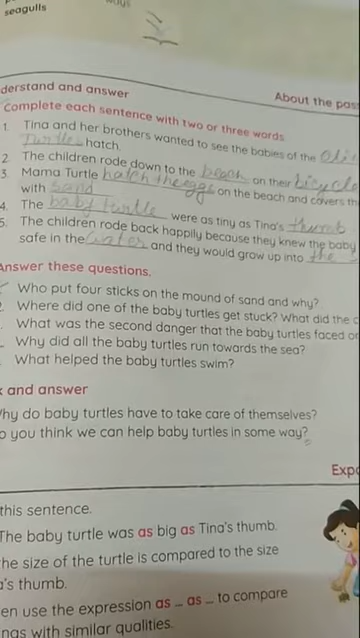 seagulls
derstand and answer
About the pas
Complete each sentence with two or three words.
1. Tina and her brothers wanted to see the babies of the Oli
Turtles hatch.
2. The children rode down to the beach on their bicycle
3. Mama Turtle hatch the egg on the beach and covers th
with sand
4. The baby turtle were as tiny as Tina's thumb
5. The children rode back happily because they knew the baby
safe in the water and they would grow up into the
Answer these questions.
Who put four sticks on the mound of sand and why?
Where did one of the baby turtles get stuck? What did the c
What was the second danger that the baby turtles faced on
Why did all the baby turtles run towards the sea?
What helped the baby turtles swim?
k and answer
Why do baby turtles have to take care of themselves?
o you think we can help baby turtles in some way?
Expo
this sentence.
The baby turtle was as big as Tina's thumb.
he size of the turtle is compared to the size
a's thumb.
en use the expression as _ as _ to compare
ngs with similar qualities.